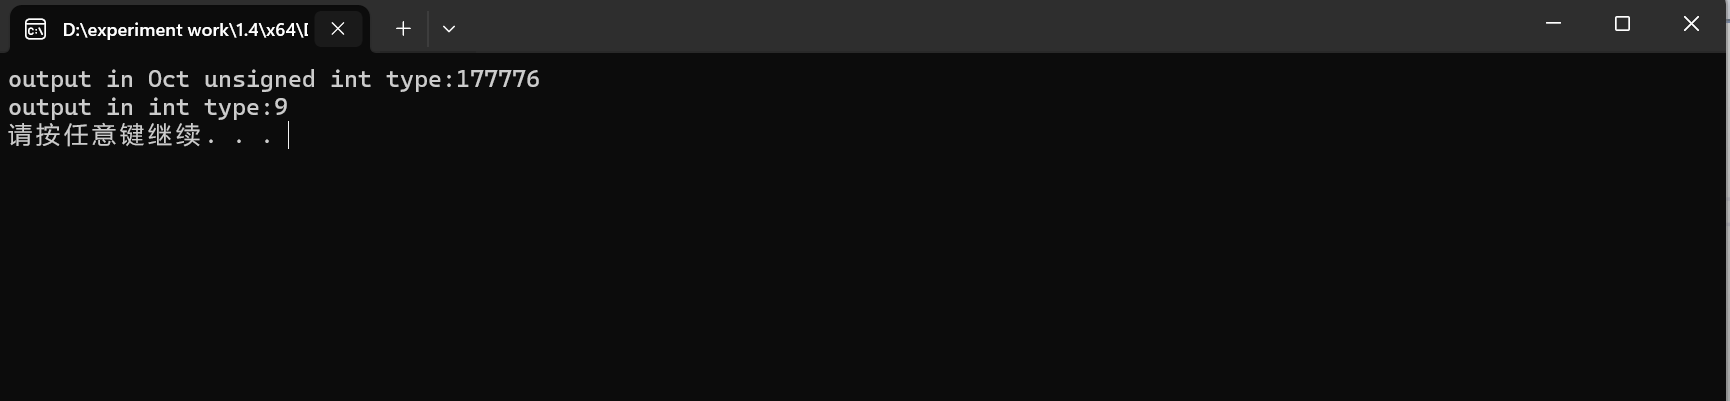 D:\experiment work\1.4\x64\
output in Oct unsigned int type:177776
output in int type:9
请按任意键继续. . .